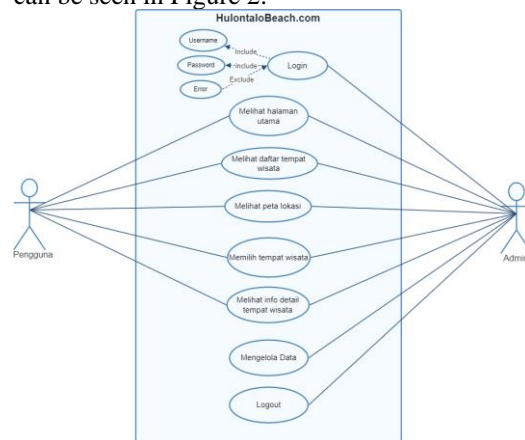 can be seen in Figure 2.
HulontaloBeach.com
Username
Include
Password
Include
Login
Error
Exclude
Melihat halaman
utama
Melihat daftar tempat
wisata
Melihat peta lokasi
Pengguna
Admin
Memilih tempat wisata
Melihat info detail
tempat wisata
Mengelola Data
Logout